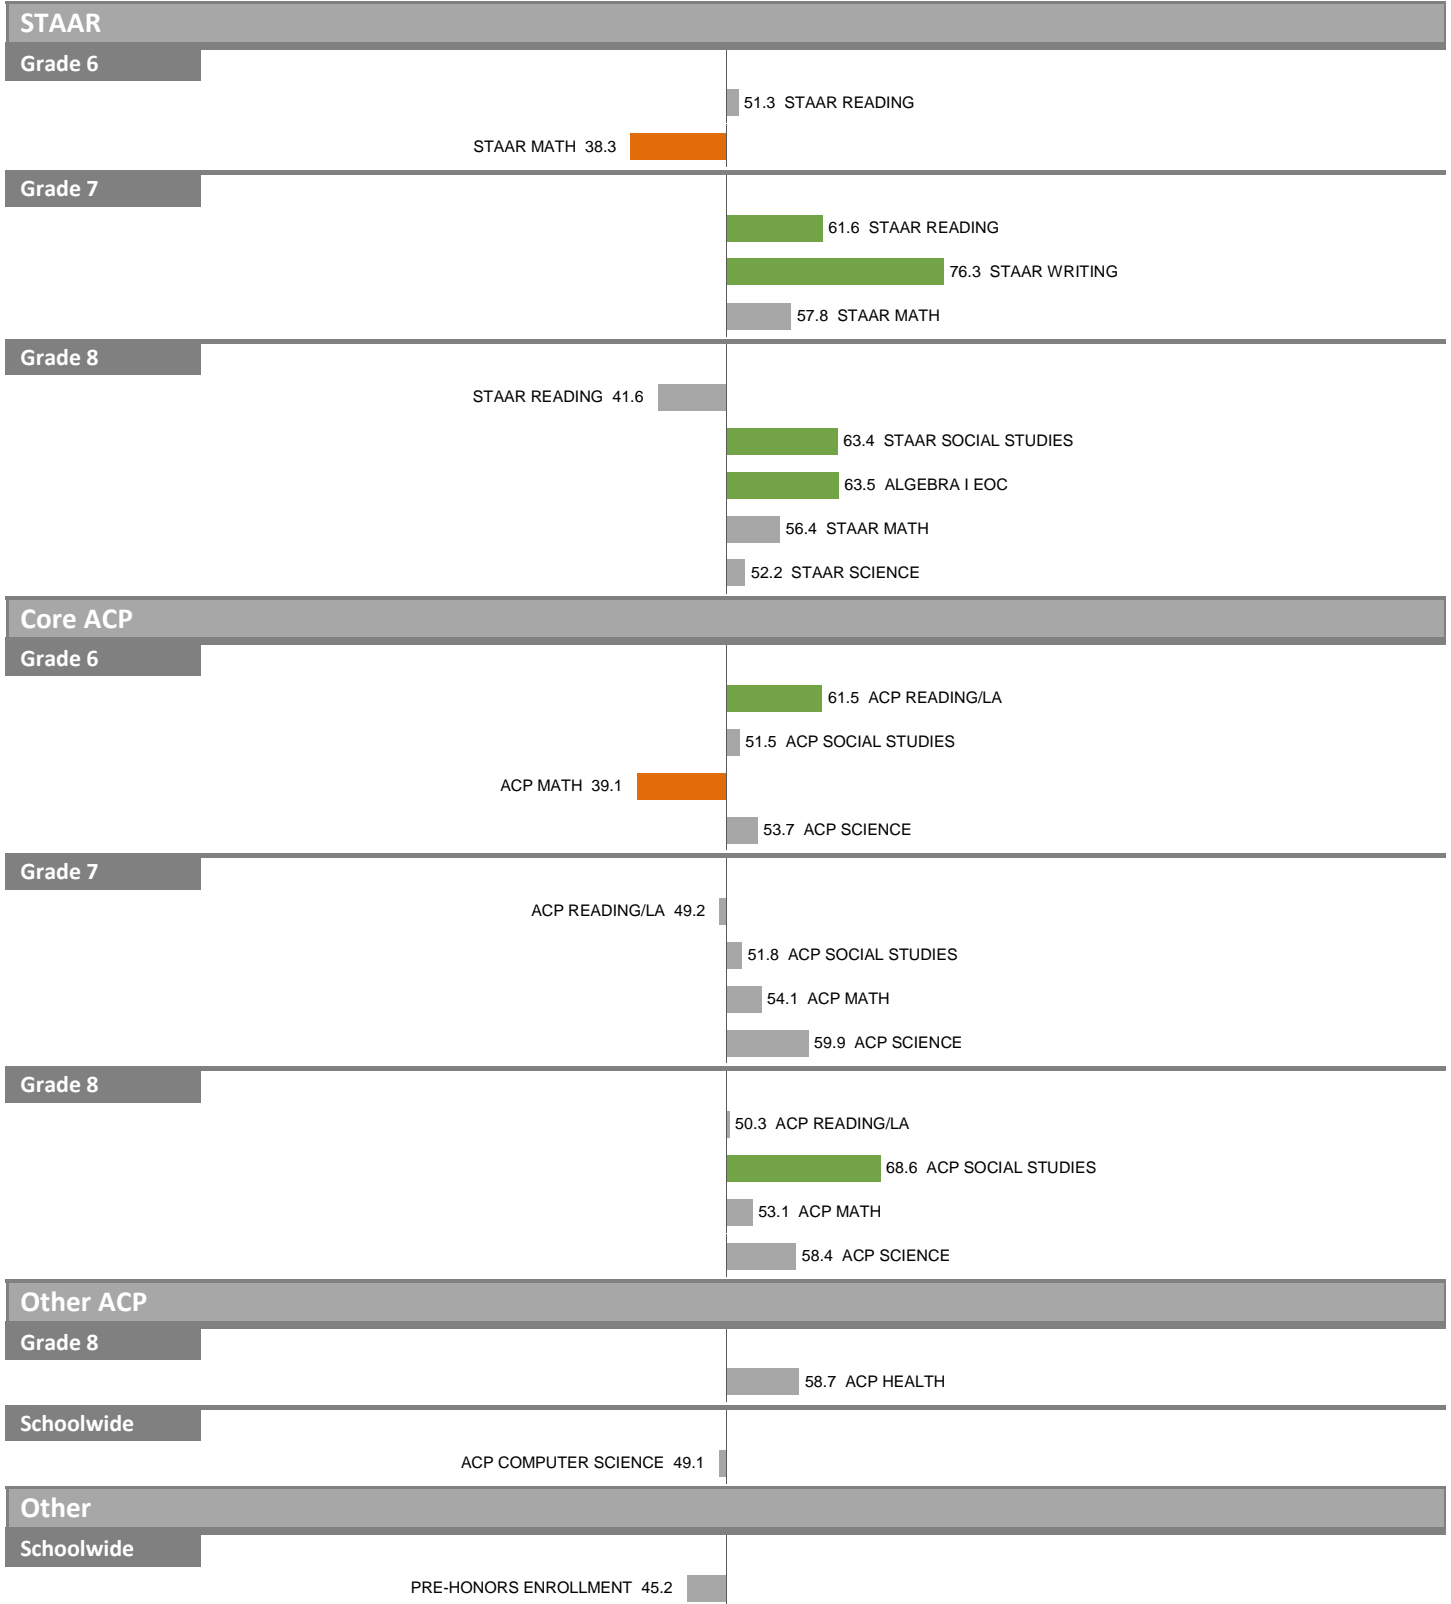 STAAR
Grade 6
51.3 STAAR READING
STAAR MATH 38.3
Grade 7
61.6 STAAR READING
76.3 STAAR WRITING
57.8 STAAR MATH
Grade 8
STAAR READING 41.6
63.4 STAAR SOCIAL STUDIES
63.5 ALGEBRA I EOC
56.4 STAAR MATH
52.2 STAAR SCIENCE
Core ACP
Grade 6
61.5 ACP READING/LA
51.5 ACP SOCIAL STUDIES
ACP MATH 39.1
53.7 ACP SCIENCE
Grade 7
ACP READING/LA 49.2
51.8 ACP SOCIAL STUDIES
54.1 ACP MATH
59.9 ACP SCIENCE
Grade 8
50.3 ACP READING/LA
68.6 ACP SOCIAL STUDIES
53.1 ACP MATH
58.4 ACP SCIENCE
Other ACP
Grade 8
58.7 ACP HEALTH
Schoolwide
ACP COMPUTER SCIENCE 49.1
Other
Schoolwide
PRE-HONORS ENROLLMENT 45.2